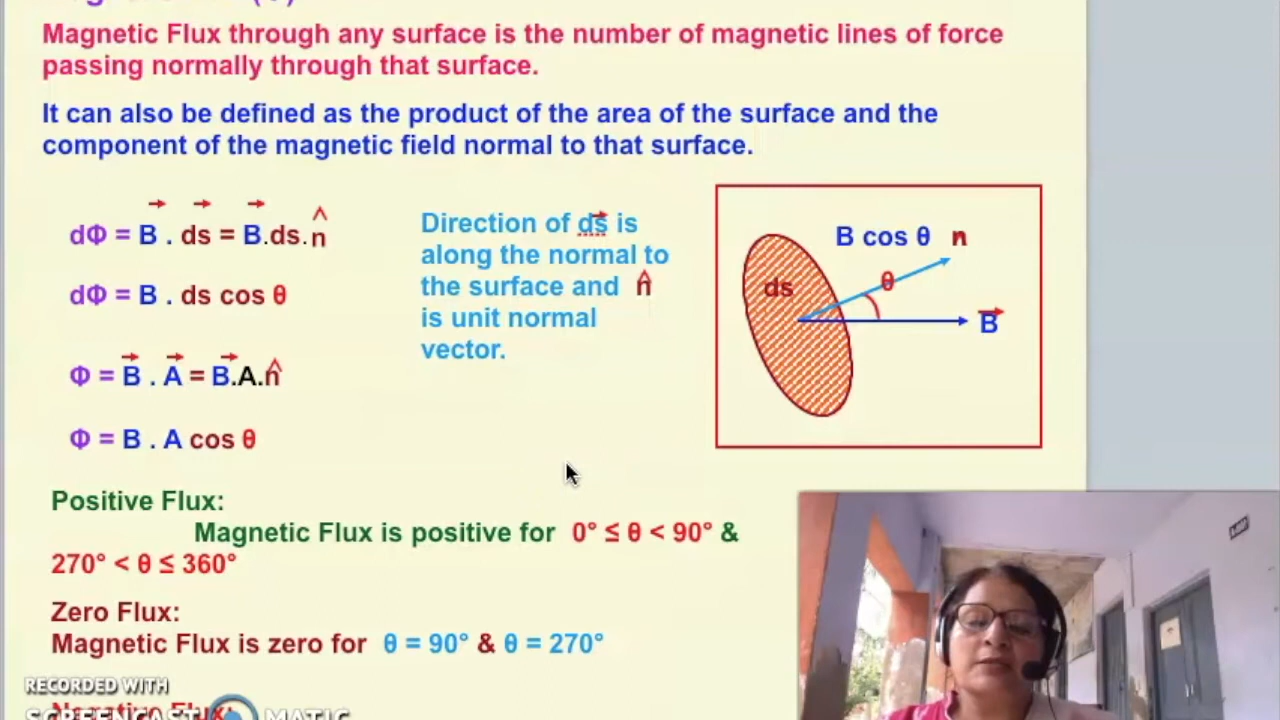 Magnetic Flux through any surface is the number of magnetic lines of force
passing normally through that surface.
It can also be defined as the product of the area of the surface and the
component of the magnetic field normal to that surface.
dΦ = B . ds = B.ds.n
dΦ = B . ds cos θ
Φ = B . A = B.A.n
Φ = B . A cos θ
Direction of ds is
along the normal to
the surface and n
is unit normal
vector.
B cos θ n
ds
θ
B
Positive Flux:
Magnetic Flux is positive for 0° ≤ θ < 90° &
270° < θ ≤ 360°
Zero Flux:
Magnetic Flux is zero for θ = 90° & θ = 270°
RECORDED WITH
Negative Flux:
SCREENCAST MATIC